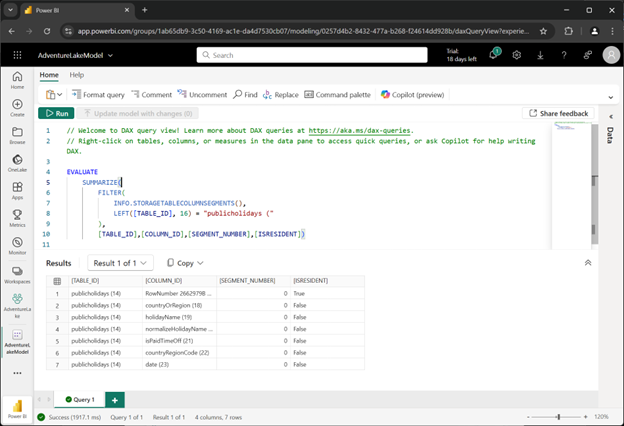 Power BI
app.powerbi.com/groups/1ab65db9-3c50-4169-ac1e-da4d7530cb07/modeling/0257d4b2-8432-477a-b268-f24614dd928b/daxQueryView?experie...
AdventureLakeModel
Search
Trial:
18 days left
1
Home
Help
Format query
Comment
Uncomment
Find
Replace
Command palette
Copilot (preview)
Run
Update model with changes (0)
Share feedback
Home
Create
Browse
OneLake
Apps
Metrics
Monitor
Workspaces
AdventureLake
AdventureLakeModel
Power BI
Data
1 // Welcome to DAX query view! Learn more about DAX queries at https://aka.ms/dax-queries.
2 // Right-click on tables, columns, or measures in the data pane to access quick queries, or ask Copilot for help writing
DAX.
3
4 EVALUATE
5 SUMMARIZE(
6 FILTER(
7 INFO.STORAGETABLECOLUMNSEGMENTS(),
8 LEFT([TABLE_ID], 16) = "publicholidays ("
9 ),
10 [TABLE_ID],[COLUMN_ID],[SEGMENT_NUMBER],[ISRESIDENT])
11
Results
Result 1 of 1
Copy
[TABLE_ID] [COLUMN_ID] [SEGMENT_NUMBER] [ISRESIDENT]
1 publicholidays (14) RowNumber 2662979B ... 0 True
2 publicholidays (14) countryOrRegion (18) 0 False
3 publicholidays (14) holidayName (19) 0 False
4 publicholidays (14) normalizeHolidayName ... 0 False
5 publicholidays (14) isPaidTimeOff (21) 0 False
6 publicholidays (14) countryRegionCode (22) 0 False
7 publicholidays (14) date (23) 0 False
Query 1
Success (1917.1 ms) Query 1 of 1 Result 1 of 1 4 columns, 7 rows
120%